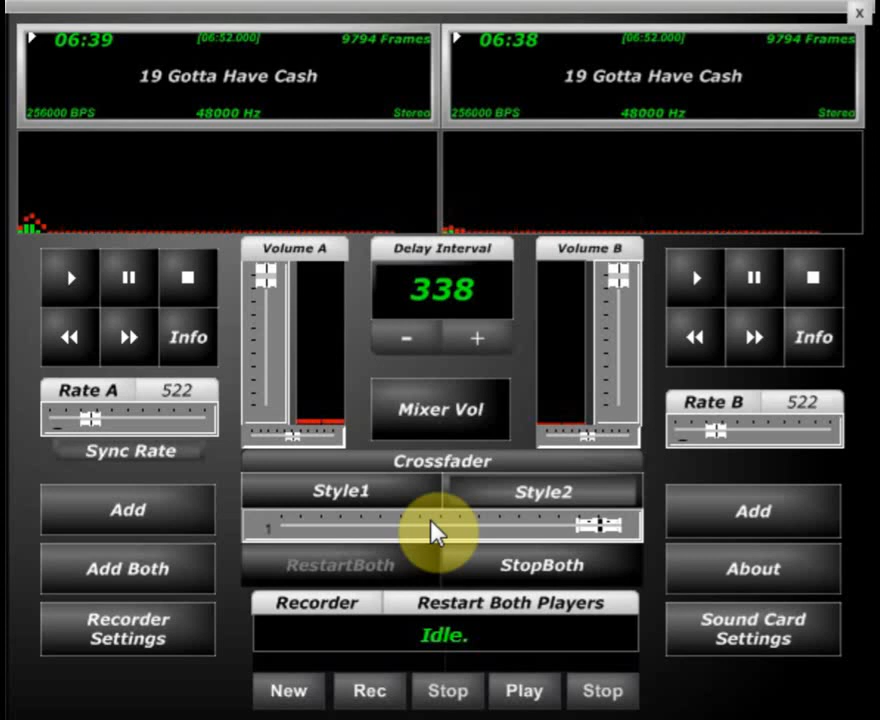 X
06:39 [06:52.000] 9794 Frames
19 Gotta Have Cash
256000 BPS 48000 Hz Stereo
06:38 [06:52.000] 9794 Frames
19 Gotta Have Cash
256000 BPS 48000 Hz Stereo
Volume A
Delay Interval
Volume B
338
- +
Info
Info
Rate A 522
Mixer Vol
Rate B 522
Sync Rate
Crossfader
Style1 Style2
1
Add
Add
RestartBoth StopBoth
Add Both
About
Recorder
Settings
Recorder Restart Both Players
Idle.
Sound Card
Settings
New Rec Stop Play Stop